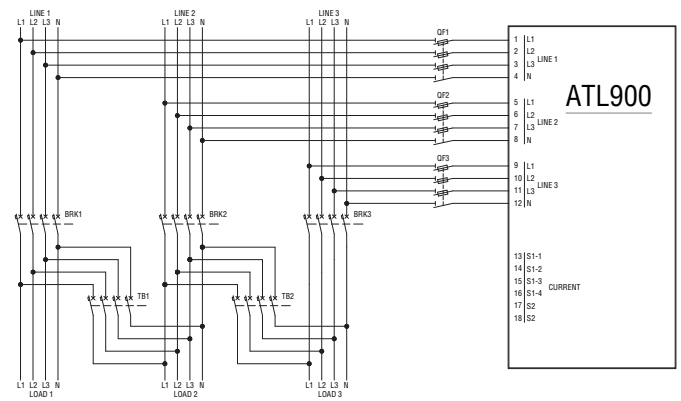 LINE 1 LINE 2 LINE 3
L1 L2 L3 N L1 L2 L3 N L1 L2 L3 N
QF1
1 L1
2 L2
3 L3
4 N
LINE 1
ATL900
QF2
5 L1
6 L2
7 L3
8 N
LINE 2
QF3
9 L1
10 L2
11 L3
12 N
LINE 3
BRK1 BRK2 BRK3
13 S1-1
14 S1-2
15 S1-3
16 S1-4
17 S2
18 S2
CURRENT
TB1 TB2
L1 L2 L3 N L1 L2 L3 N L1 L2 L3 N
LOAD 1 LOAD 2 LOAD 3